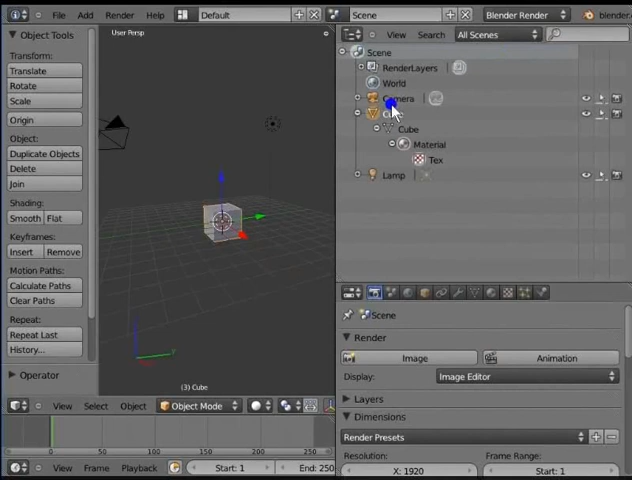 File Add Render Help Default Scene Blender Render blender.
Object Tools
Transform:
Translate
Rotate
Scale
Origin
Object:
Duplicate Objects
Delete
Join
Shading:
Smooth Flat
Keyframes:
Insert Remove
Motion Paths:
Calculate Paths
Clear Paths
Repeat:
Repeat Last
History...
Operator
User Persp
(3) Cube
View Select Object Object Mode
0 50 100 150 200 250
View Frame Playback Start: 1 End: 250
View Search All Scenes
Scene
RenderLayers
World
Camera
Cube
Material
Tex
Lamp
Scene
Render
Image Animation
Display: Image Editor
Layers
Dimensions
Render Presets
Resolution: Frame Range:
X: 1920 Start: 1